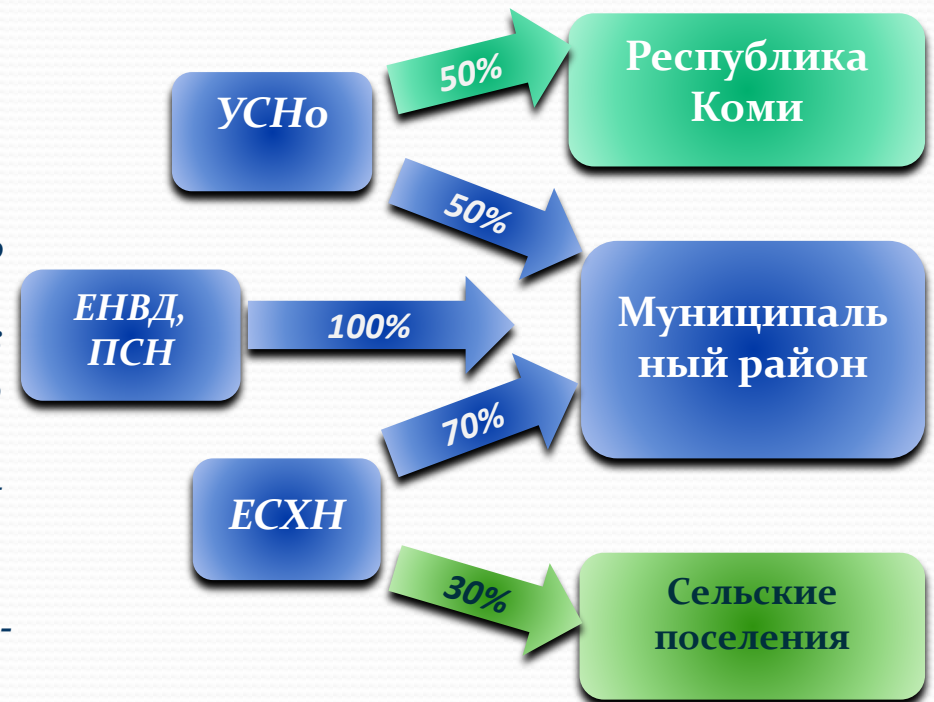 УСНо
50%
Республика
Коми
50%
ЕНВД,
ПСН
100%
Муниципаль
ный район
70%
ЕСХН
30%
Сельские
поселения